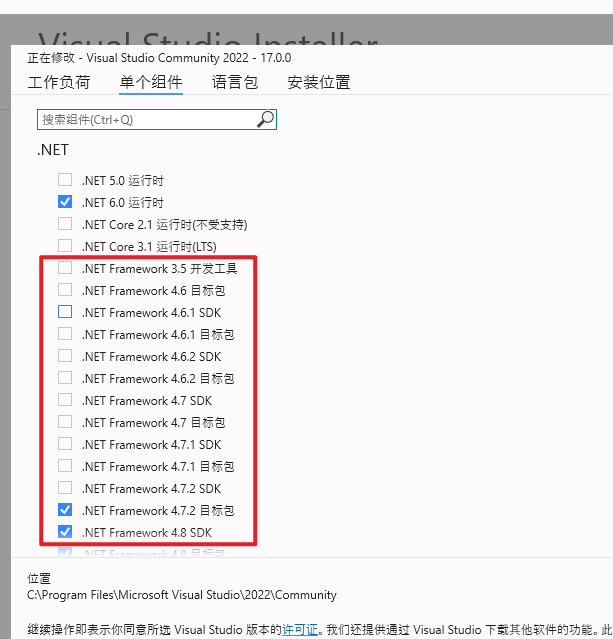 Visual Studio Installer
正在修改 - Visual Studio Community 2022 - 17.0.0
工作负荷 单个组件 语言包 安装位置
搜索组件(Ctrl+Q)
.NET
.NET 5.0 运行时
.NET 6.0 运行时
.NET Core 2.1 运行时(不受支持)
.NET Core 3.1 运行时(LTS)
.NET Framework 3.5 开发工具
.NET Framework 4.6 目标包
.NET Framework 4.6.1 SDK
.NET Framework 4.6.1 目标包
.NET Framework 4.6.2 SDK
.NET Framework 4.6.2 目标包
.NET Framework 4.7 SDK
.NET Framework 4.7 目标包
.NET Framework 4.7.1 SDK
.NET Framework 4.7.1 目标包
.NET Framework 4.7.2 SDK
.NET Framework 4.7.2 目标包
.NET Framework 4.8 SDK
.NET Framework 4.8 目标包
位置
C:\Program Files\Microsoft Visual Studio\2022\Community
继续操作即表示你同意所选 Visual Studio 版本的许可证。我们还提供通过 Visual Studio 下载其他软件的功能。此